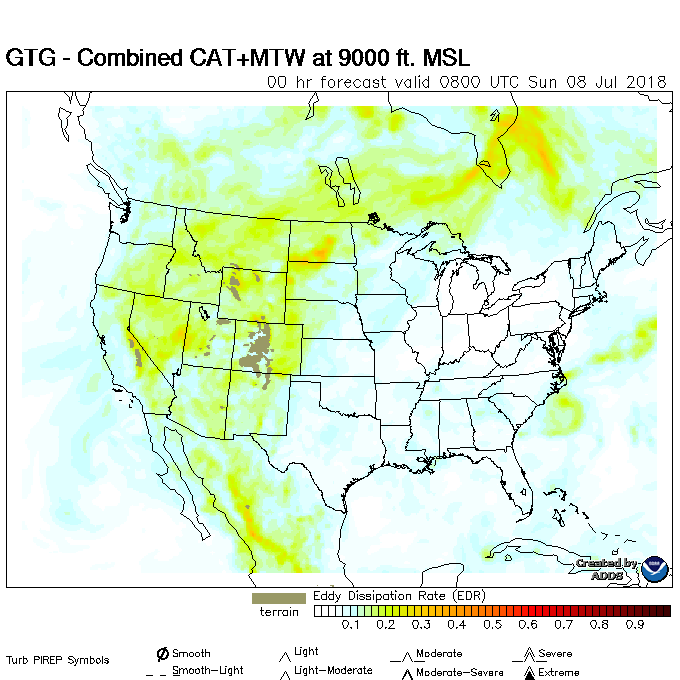 GTG - Combined CAT+MTW at 9000 ft. MSL
00 hr forecast valid 0800 UTC Sun 08 Jul 2018
Created by
ADDS
Eddy Dissipation Rate (EDR)
terrain
0.1 0.2 0.3 0.4 0.5 0.6 0.7 0.8 0.9
Turb PIREP Symbols
Smooth Light Moderate Severe
Smooth-Light Light-Moderate Moderate-Severe Extreme